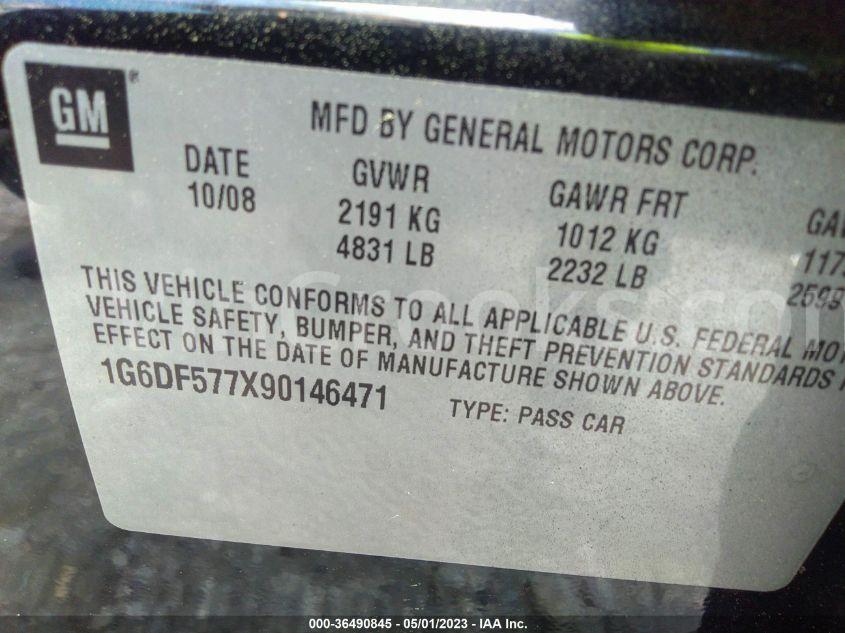 GM ®
MFD BY GENERAL MOTORS CORP.
DATE GVWR GAWR FRT
10/08 2191 KG 1012 KG
4831 LB 2232 LB
THIS VEHICLE CONFORMS TO ALL APPLICABLE U.S. FEDERAL
VEHICLE SAFETY, BUMPER, AND THEFT PREVENTION STANDARDS
EFFECT ON THE DATE OF MANUFACTURE SHOWN ABOVE.
1G6DF577X90146471 TYPE: PASS CAR
000-36490845 - 05/01/2023 - IAA Inc.